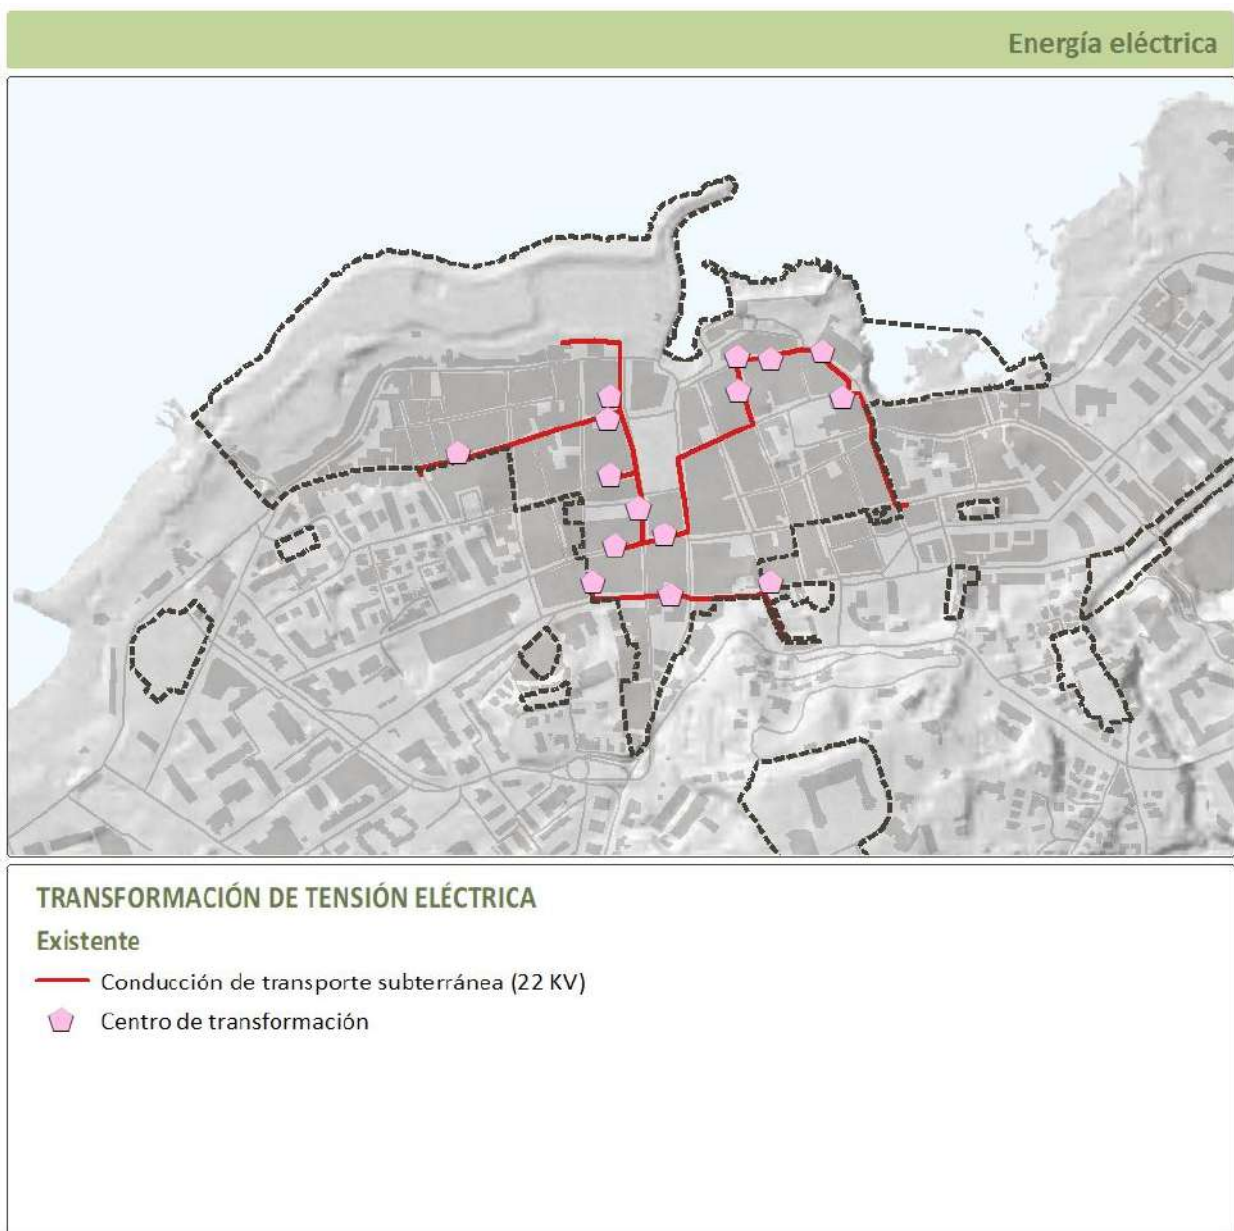 Energía eléctrica
TRANSFORMACIÓN DE TENSIÓN ELÉCTRICA
Existente
Conducción de transporte subterránea (22 KV)
Centro de transformación